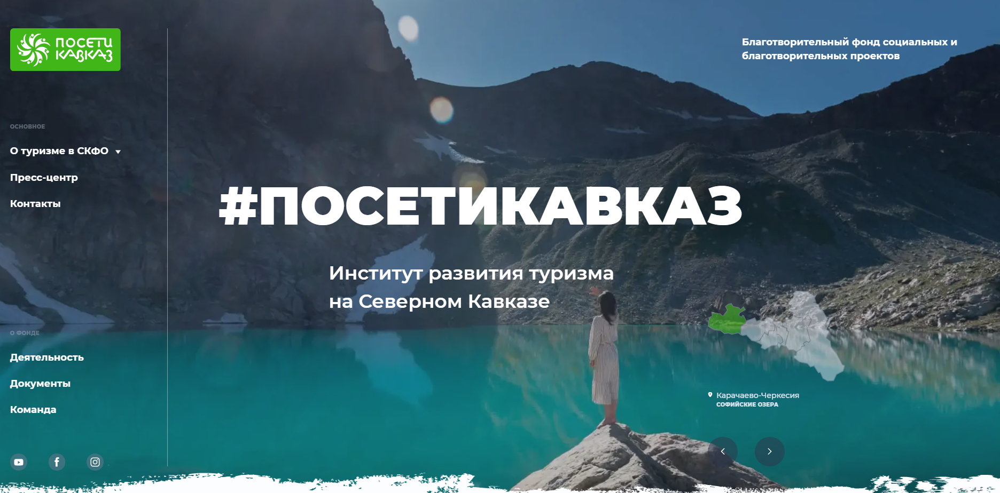 ПОСЕТИ
КАВКАЗ
Благотворительный фонд социальных и
благотворительных проектов
ОСНОВНОЕ
О туризме в СКФО
Пресс-центр
Контакты
#ПОСЕТИКАВКАЗ
Институт развития туризма
на Северном Кавказе
О ФОНДЕ
Деятельность
Документы
Команда
Карачаево-Черкесия
СОФИЙСКИЕ ОЗЕРА